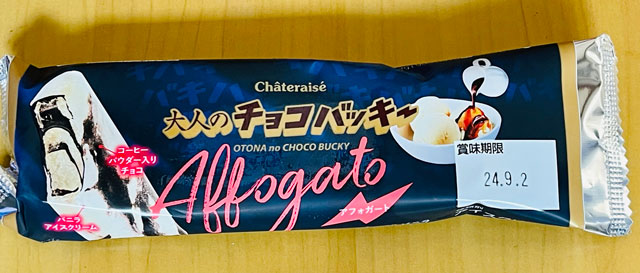 Châteraisé
大人のチョコバッキー
OTONA no CHOCO BUCKY
Affogato
アフォガート
コーヒー
パウダー入り
チョコ
バニラ
アイスクリーム
賞味期限
24.9.2